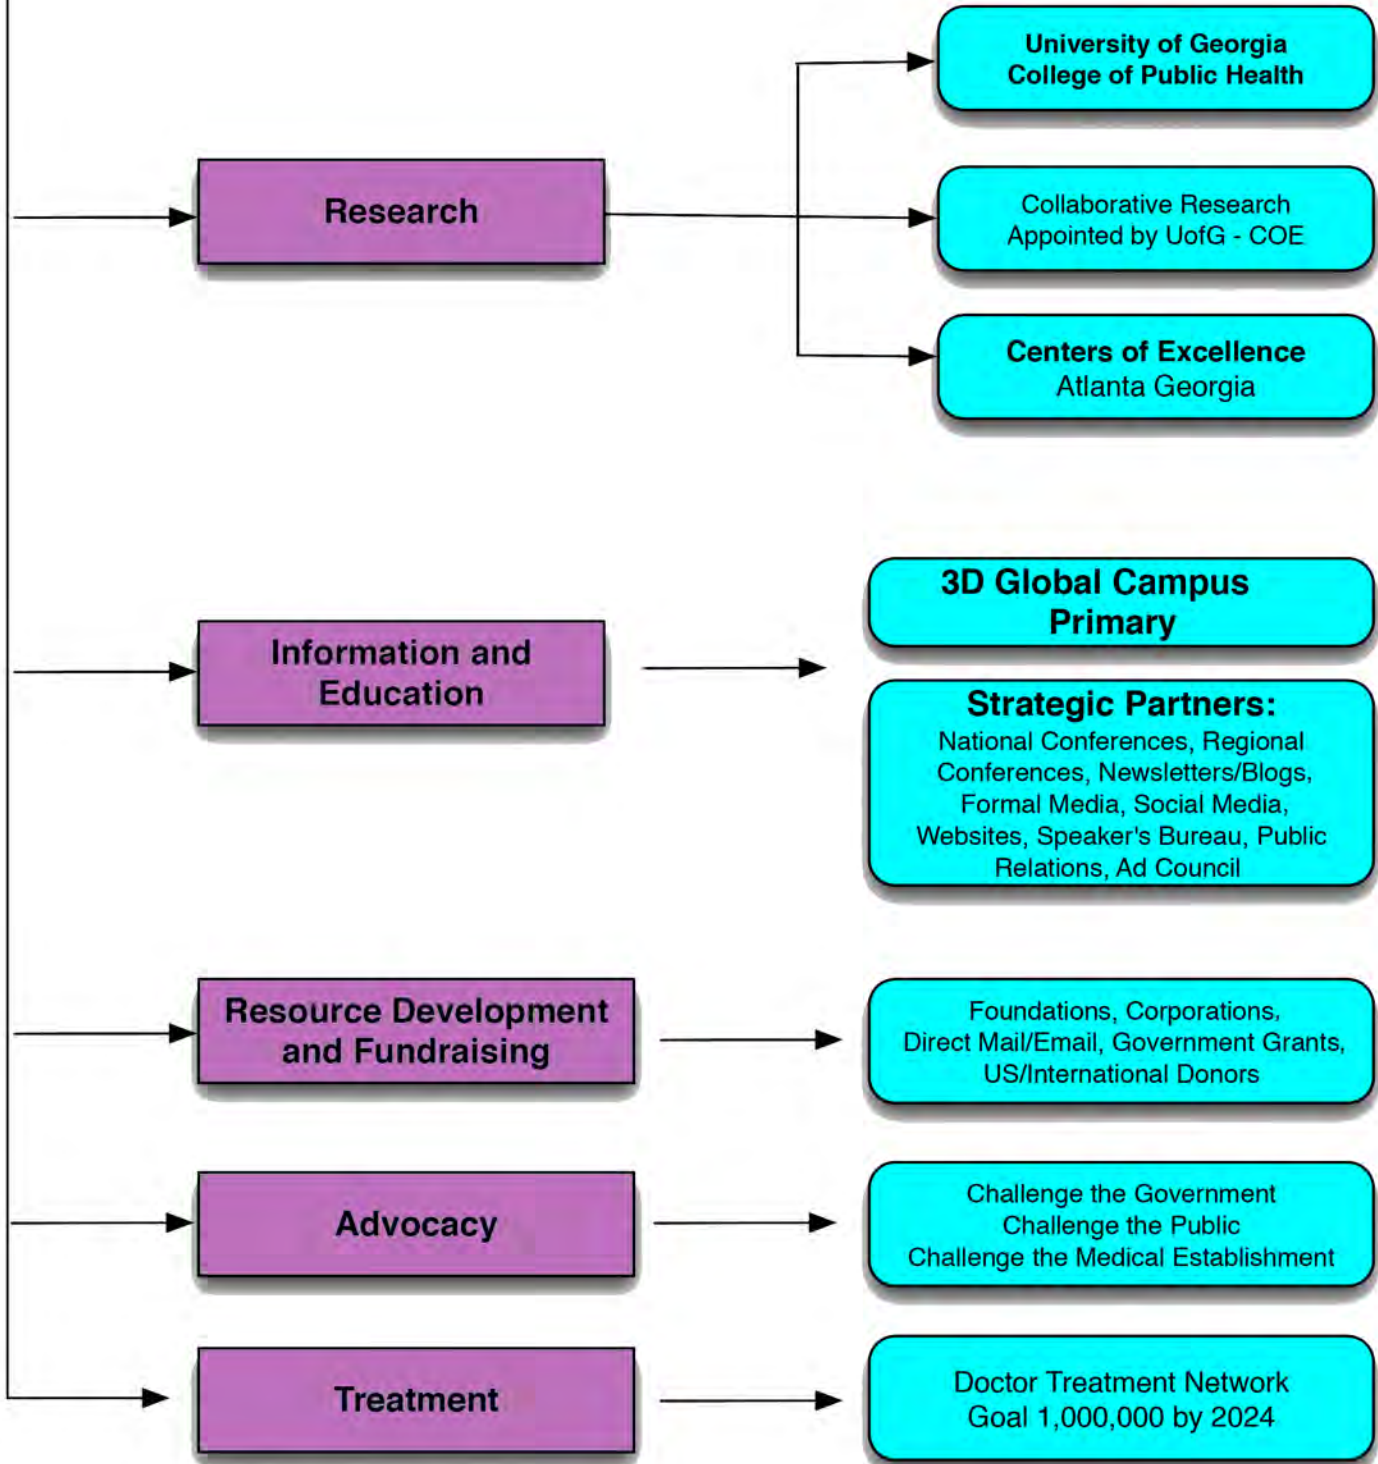 University of Georgia
College of Public Health
Research
Collaborative Research
Appointed by UofG - COE
Centers of Excellence
Atlanta Georgia
3D Global Campus
Primary
Information and
Education
Strategic Partners:
National Conferences, Regional
Conferences, Newsletters/Blogs,
Formal Media, Social Media,
Websites, Speaker's Bureau, Public
Relations, Ad Council
Resource Development
and Fundraising
Foundations, Corporations,
Direct Mail/Email, Government Grants,
US/International Donors
Advocacy
Challenge the Government
Challenge the Public
Challenge the Medical Establishment
Treatment
Doctor Treatment Network
Goal 1,000,000 by 2024